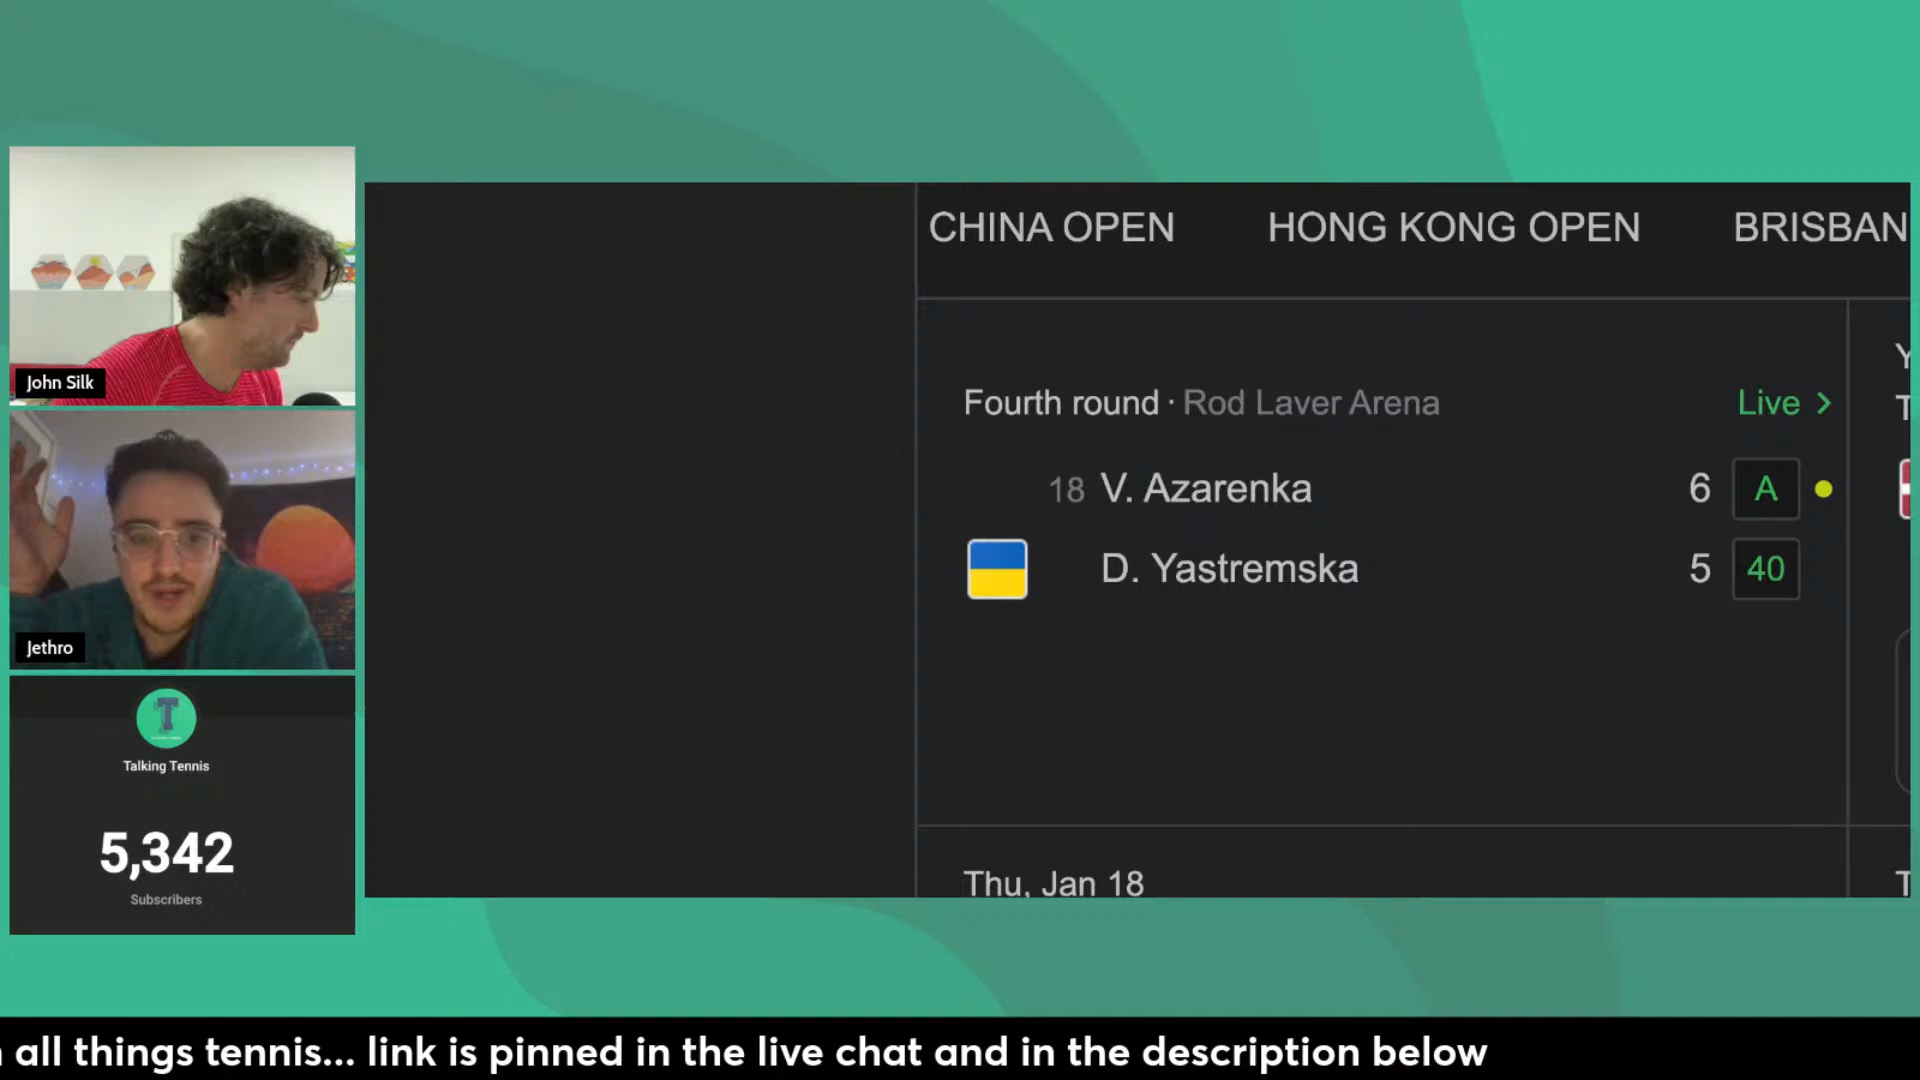 John Silk
Jethro
T
Talking Tennis
5,342
Subscribers
CHINA OPEN HONG KONG OPEN BRISBAN
Fourth round · Rod Laver Arena Live >
18 V. Azarenka 6 A
D. Yastremska 5 40
Thu, Jan 18
all things tennis... link is pinned in the live chat and in the description below